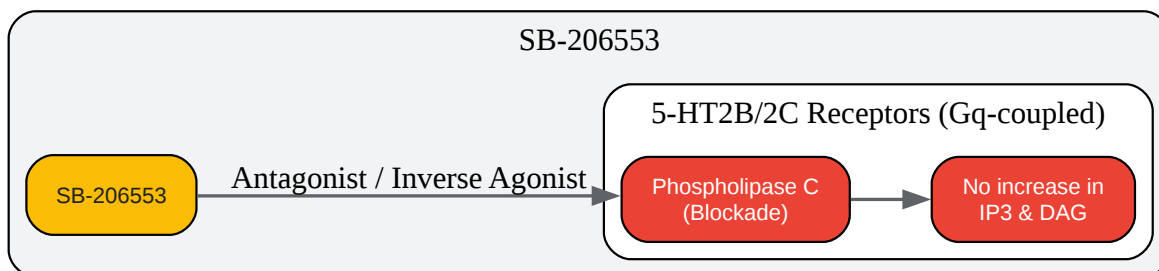 SB-206553
5-HT2B/2C Receptors (Gq-coupled)
SB-206553
Antagonist / Inverse Agonist
Phospholipase C
(Blockade)
No increase in
IP3 & DAG